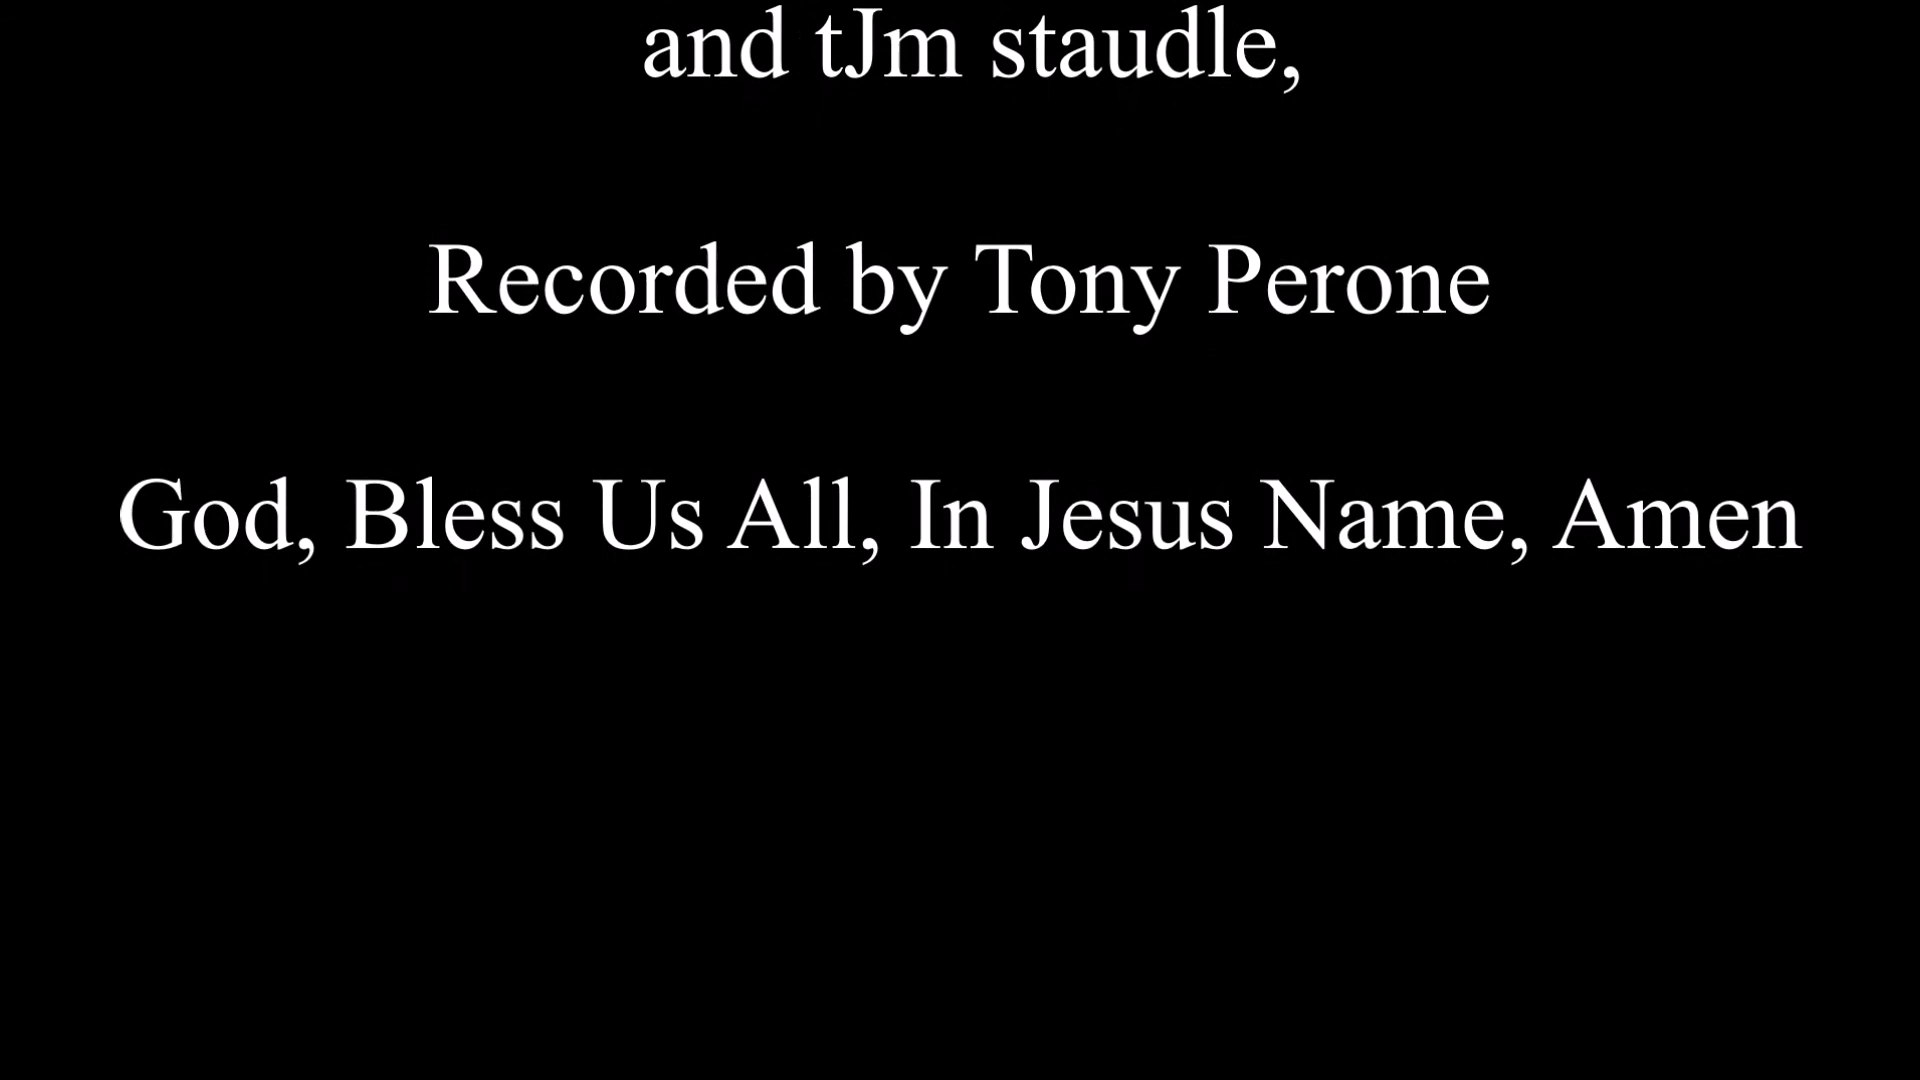 and tJm staudle,
Recorded by Tony Perone
God, Bless Us All, In Jesus Name, Amen